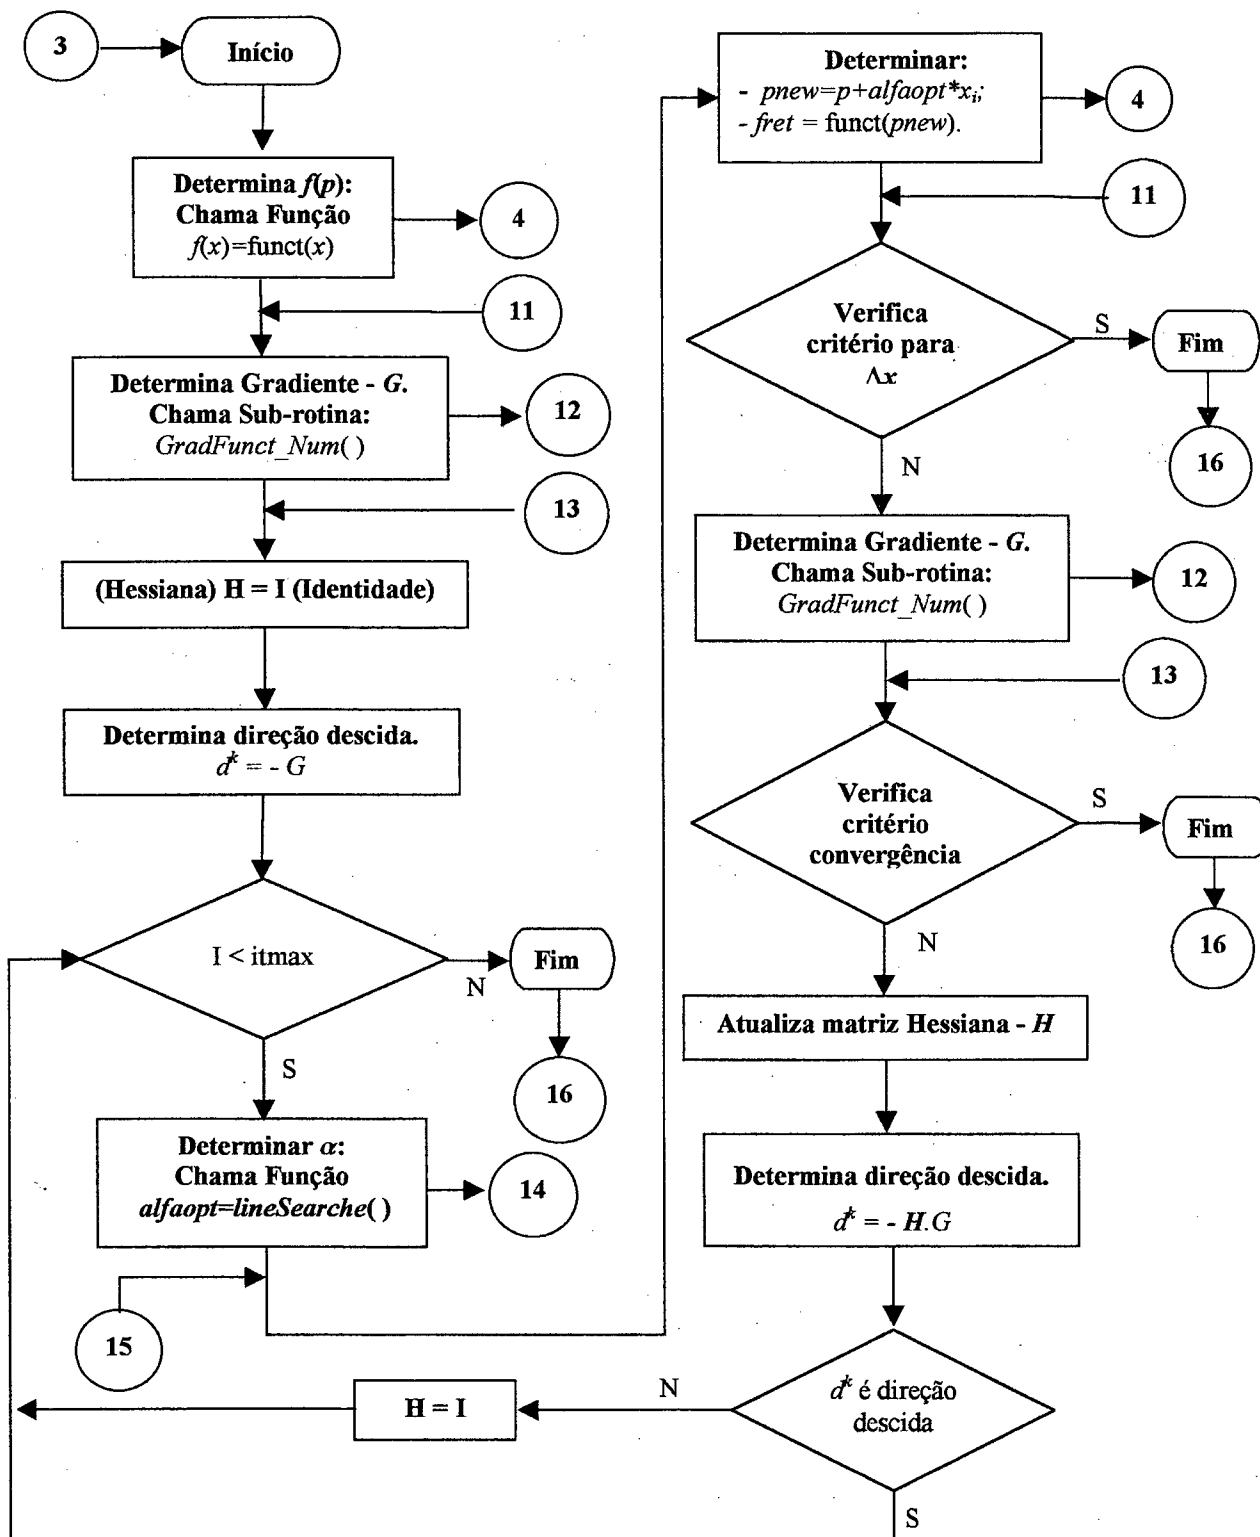 3
Início
Determina f(p):
Chama Função
f(x)=funct(x)
4
11
Determina Gradiente - G.
Chama Sub-rotina:
GradFunct_Num( )
12
13
(Hessiana) H = I (Identidade)
Determina direção descida.
d^k = - G
I < itmax
N
Fim
16
S
Determinar α:
Chama Função
alfaopt=lineSearche( )
14
15
Determinar:
- pnew=p+alfaopt*x_i;
- fret = funct(pnew).
4
11
Verifica
critério para
Λx
S
Fim
16
N
Determina Gradiente - G.
Chama Sub-rotina:
GradFunct_Num( )
12
13
Verifica
critério
convergência
S
Fim
16
N
Atualiza matriz Hessiana - H
Determina direção descida.
d^k = - H.G
d^k é direção
descida
N
H = I
S